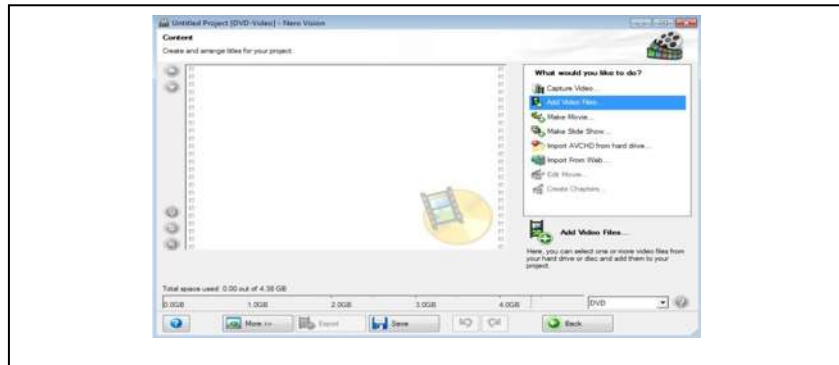 Untitled Project [DVD-Video] - Nero Vision
Content
Create and arrange titles for your project.
What would you like to do?
Capture Video...
Add Video Files...
Make Movie...
Make Slide Show...
Import AVCHD from hard drive...
Import From Web...
Edit Movie...
Create Chapters...
Add Video Files...
Here, you can select one or more video files from
your hard drive or disc and add them to your
project.
Total space used: 0.00 out of 4.38 GB
0.0GB 1.0GB 2.0GB 3.0GB 4.0GB DVD
More >> Export Save Back